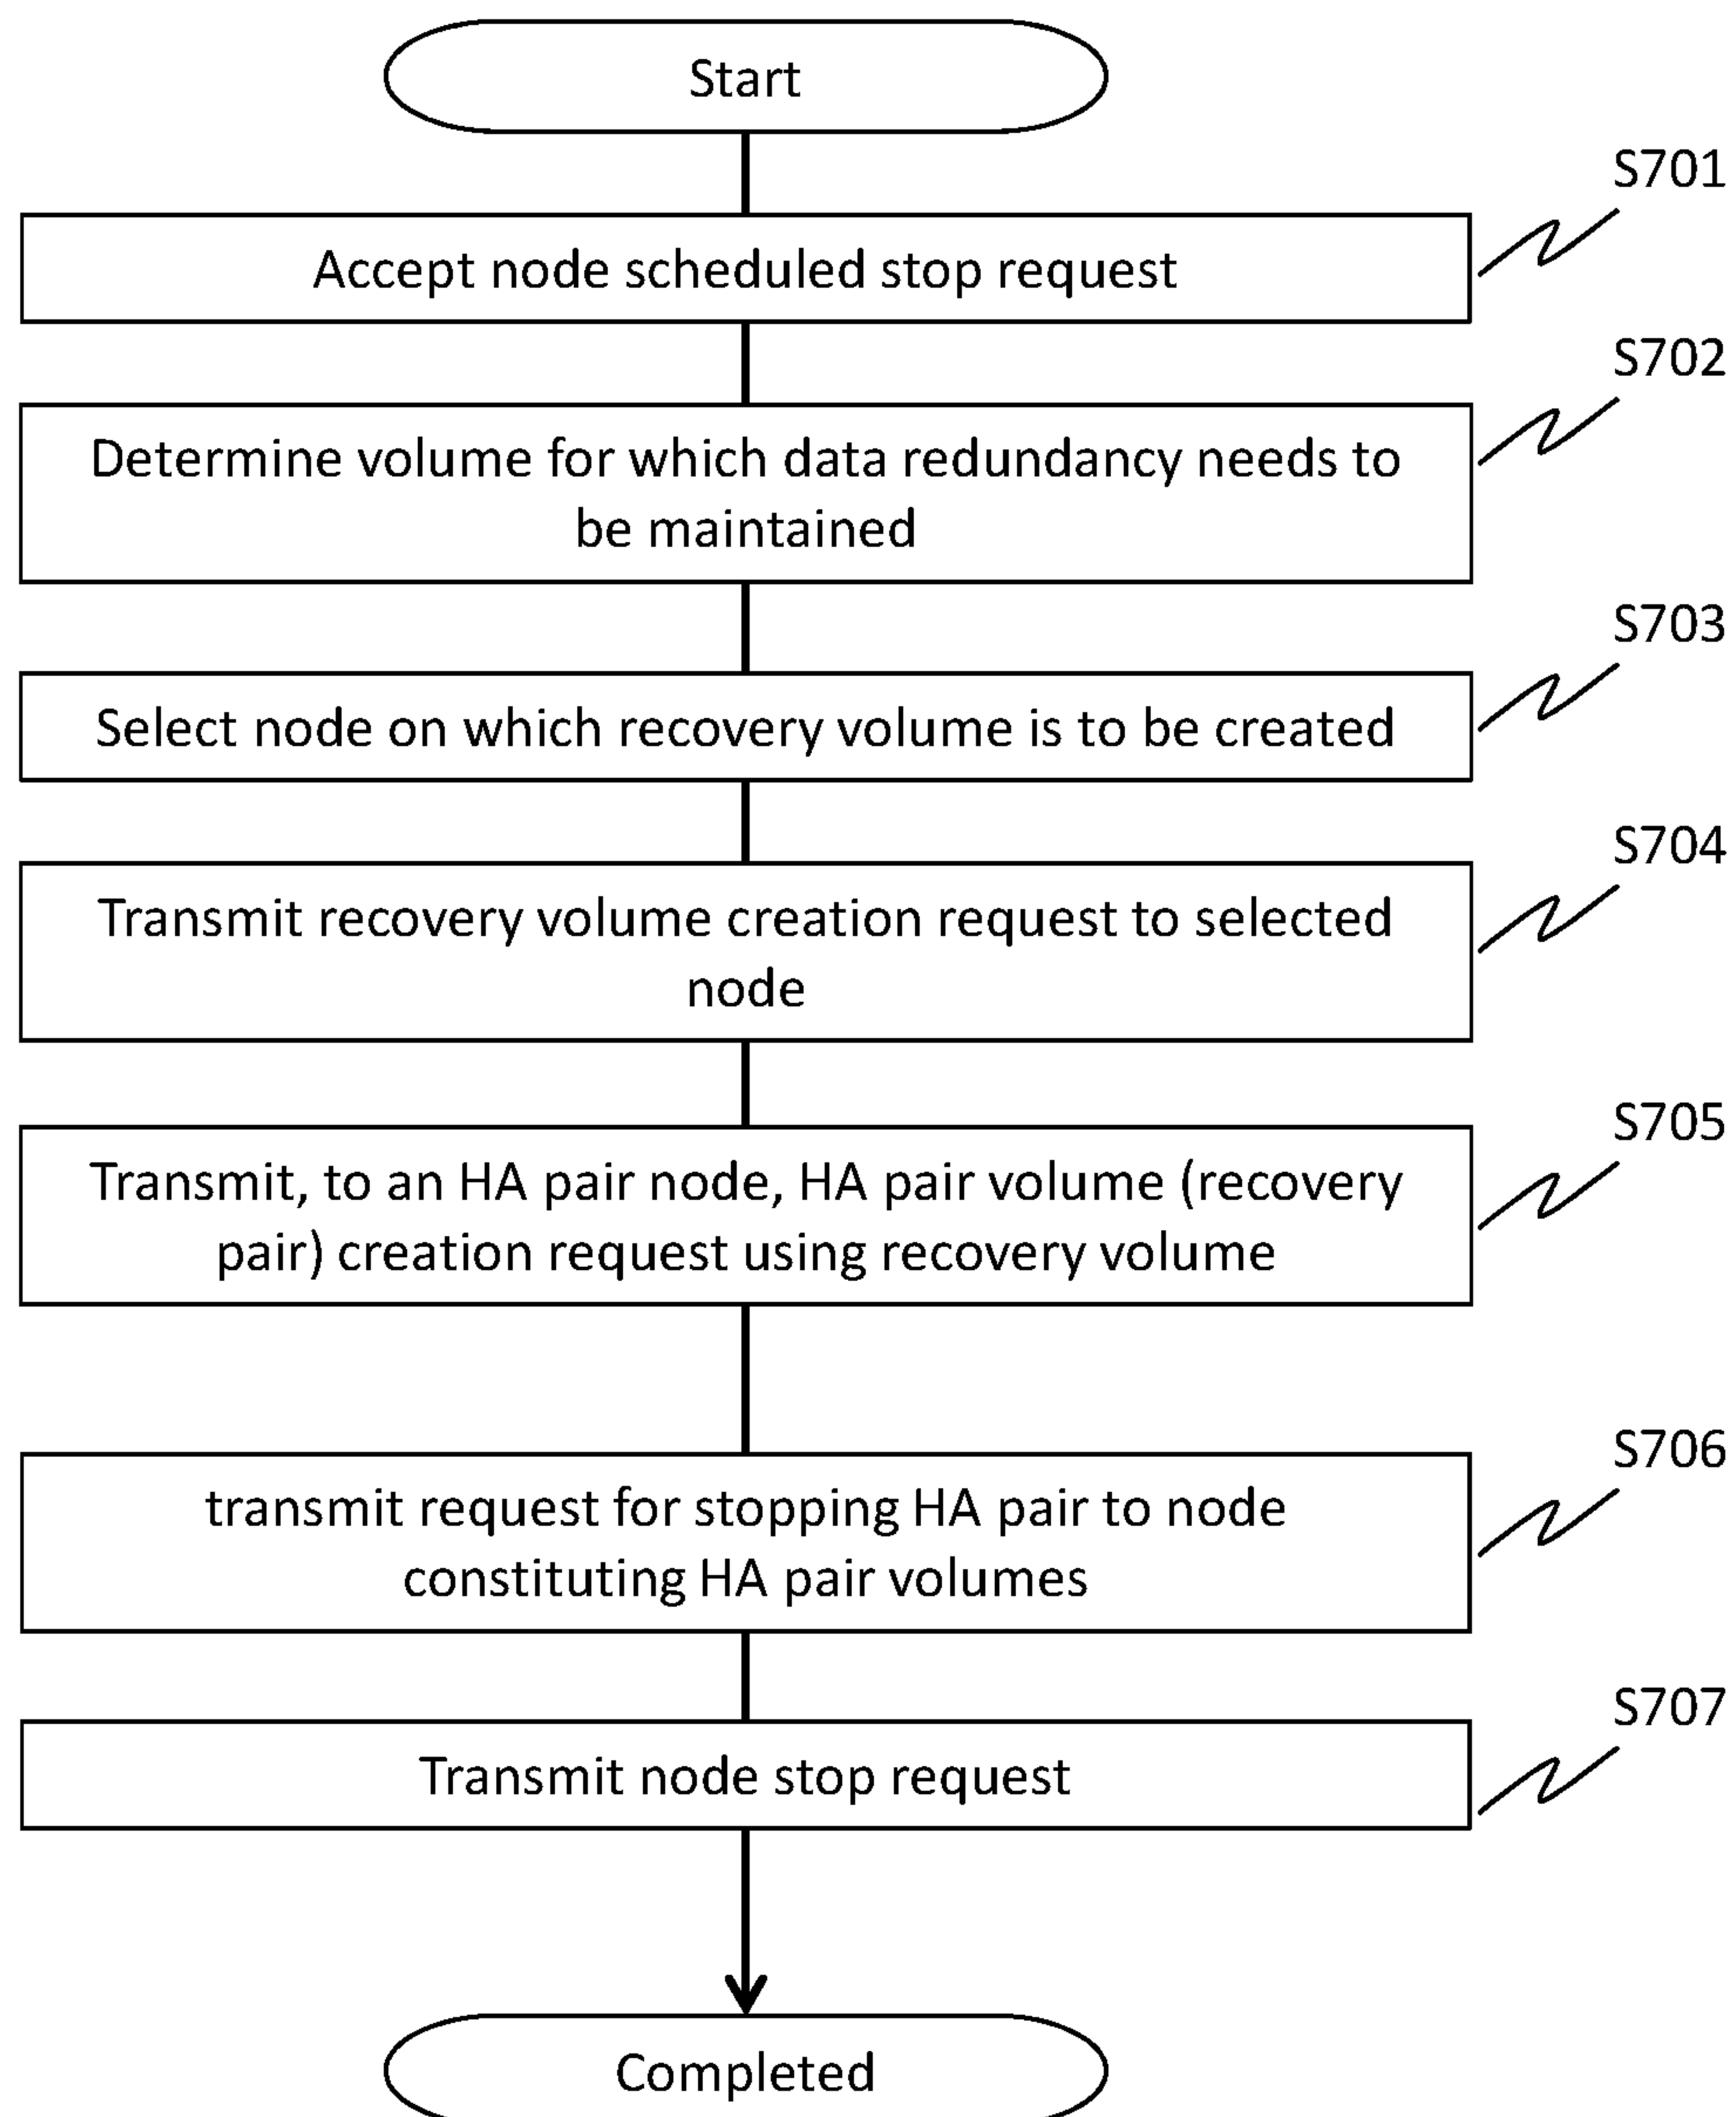 Start
S701
Accept node scheduled stop request
S702
Determine volume for which data redundancy needs to
be maintained
S703
Select node on which recovery volume is to be created
S704
Transmit recovery volume creation request to selected
node
S705
Transmit, to an HA pair node, HA pair volume (recovery
pair) creation request using recovery volume
S706
transmit request for stopping HA pair to node
constituting HA pair volumes
S707
Transmit node stop request
Completed